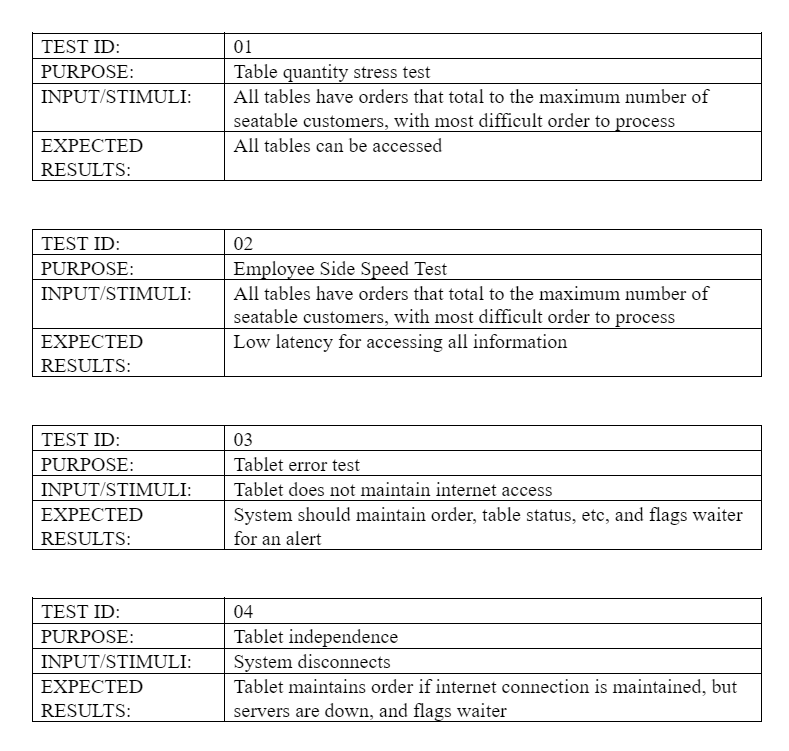 TEST ID: 01
PURPOSE: Table quantity stress test
INPUT/STIMULI: All tables have orders that total to the maximum number of
seatable customers, with most difficult order to process
EXPECTED All tables can be accessed
RESULTS:
TEST ID: 02
PURPOSE: Employee Side Speed Test
INPUT/STIMULI: All tables have orders that total to the maximum number of
seatable customers, with most difficult order to process
EXPECTED Low latency for accessing all information
RESULTS:
TEST ID: 03
PURPOSE: Tablet error test
INPUT/STIMULI: Tablet does not maintain internet access
EXPECTED System should maintain order, table status, etc, and flags waiter
RESULTS: for an alert
TEST ID: 04
PURPOSE: Tablet independence
INPUT/STIMULI: System disconnects
EXPECTED Tablet maintains order if internet connection is maintained, but
RESULTS: servers are down, and flags waiter